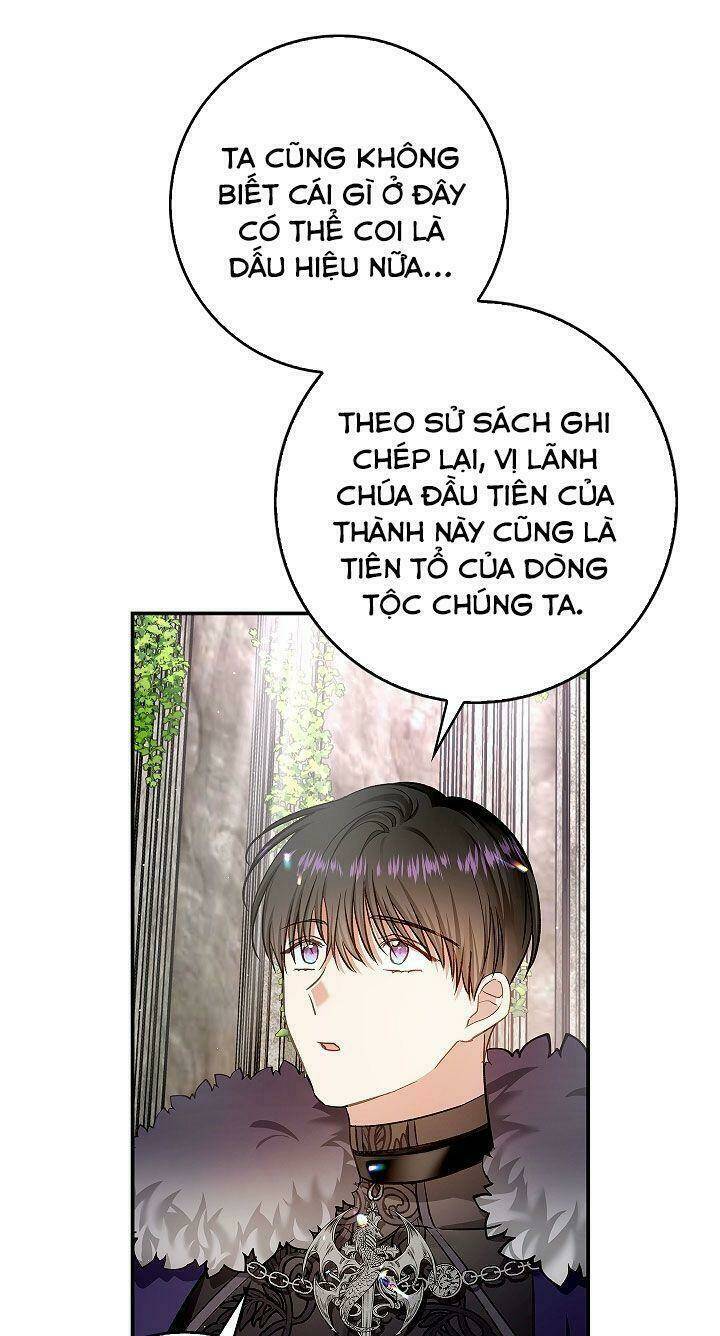 TA CŨNG KHÔNG
BIẾT CÁI GÌ Ở ĐÂY
CÓ THỂ COI LÀ
DẤU HIỆU NỮA...
THEO SỬ SÁCH GHI
CHÉP LẠI, VỊ LÃNH
CHÚA ĐẦU TIÊN CỦA
THÀNH NÀY CŨNG LÀ
TIÊN TỔ CỦA DÒNG
TỘC CHÚNG TA.